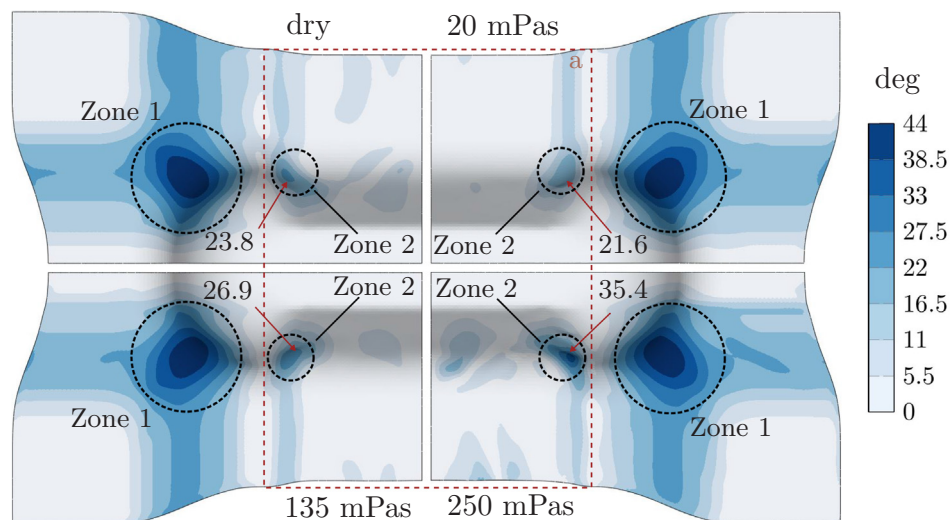 dry
20 mPas
a
deg
Zone 1
Zone 1
44
38.5
33
27.5
22
16.5
11
5.5
0
23.8
Zone 2
Zone 2
21.6
26.9
Zone 2
Zone 2
35.4
Zone 1
Zone 1
135 mPas
250 mPas